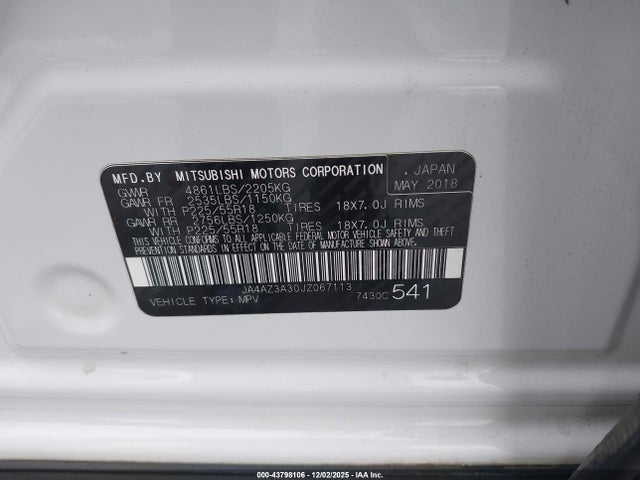 MFD.BY MITSUBISHI MOTORS CORPORATION
. JAPAN
MAY 2018
GVWR 4861LBS/2205KG
GAWR FR 2535LBS/1150KG
WITH P225/55R18 TIRES 18X7.0J RIMS
GAWR RR 2756LBS/1250KG
WITH P225/55R18 TIRES 18X7.0J RIMS
THIS VEHICLE CONFORMS TO ALL APPLICABLE FEDERAL MOTOR VEHICLE SAFETY AND THEFT
PREVENTION STANDARDS IN EFFECT ON THE DATE OF MANUFACTURE SHOWN ABOVE.
JA4AZ3A30JZ067113
VEHICLE TYPE: MPV 7430C 541
00-43798106 - 12/02/2025 - IAA Inc.